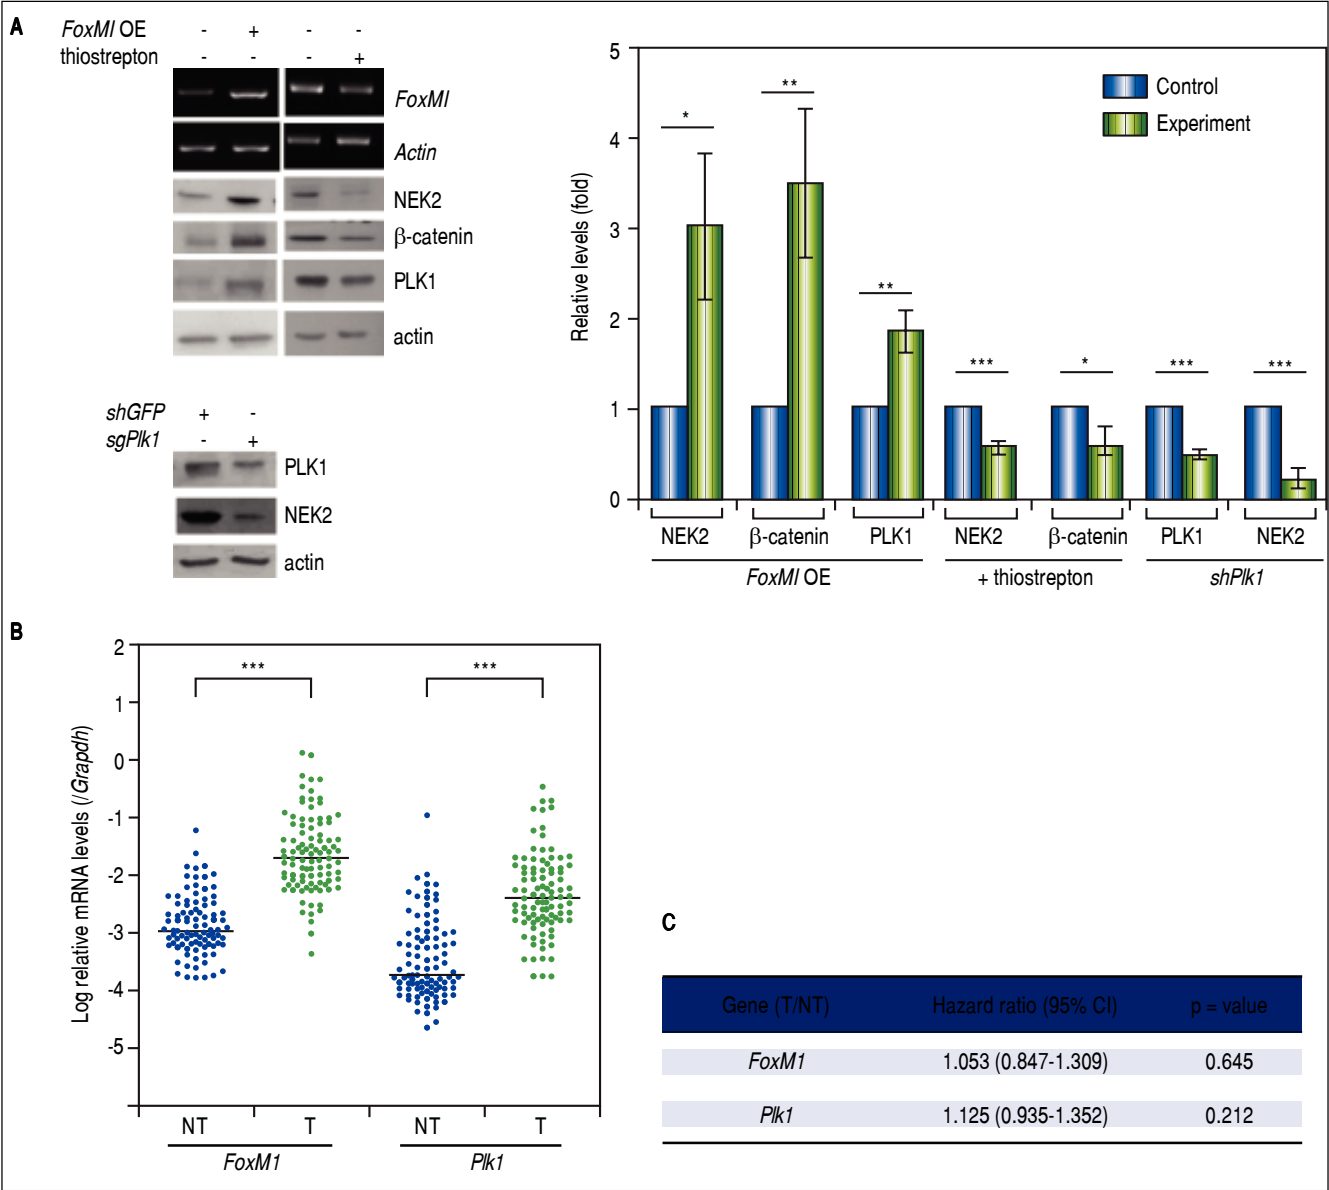 A
FoxMI OE - + - -
thiostrepton - - - +
FoxMI
Actin
NEK2
β-catenin
PLK1
actin
shGFP + -
sgPlk1 - +
PLK1
NEK2
actin
5
4
3
2
1
0
Relative levels (fold)
Control
Experiment
* ** ** *** * *** ***
NEK2 β-catenin PLK1 NEK2 β-catenin PLK1 NEK2
FoxMI OE + thiostrepton shPlk1
B
2
1
0
-1
-2
-3
-4
-5
Log relative mRNA levels (/Grapdh)
*** ***
NT T NT T
FoxM1 Plk1
C
Gene (T/NT) Hazard ratio (95% CI) p = value
FoxM1 1.053 (0.847-1.309) 0.645
Plk1 1.125 (0.935-1.352) 0.212